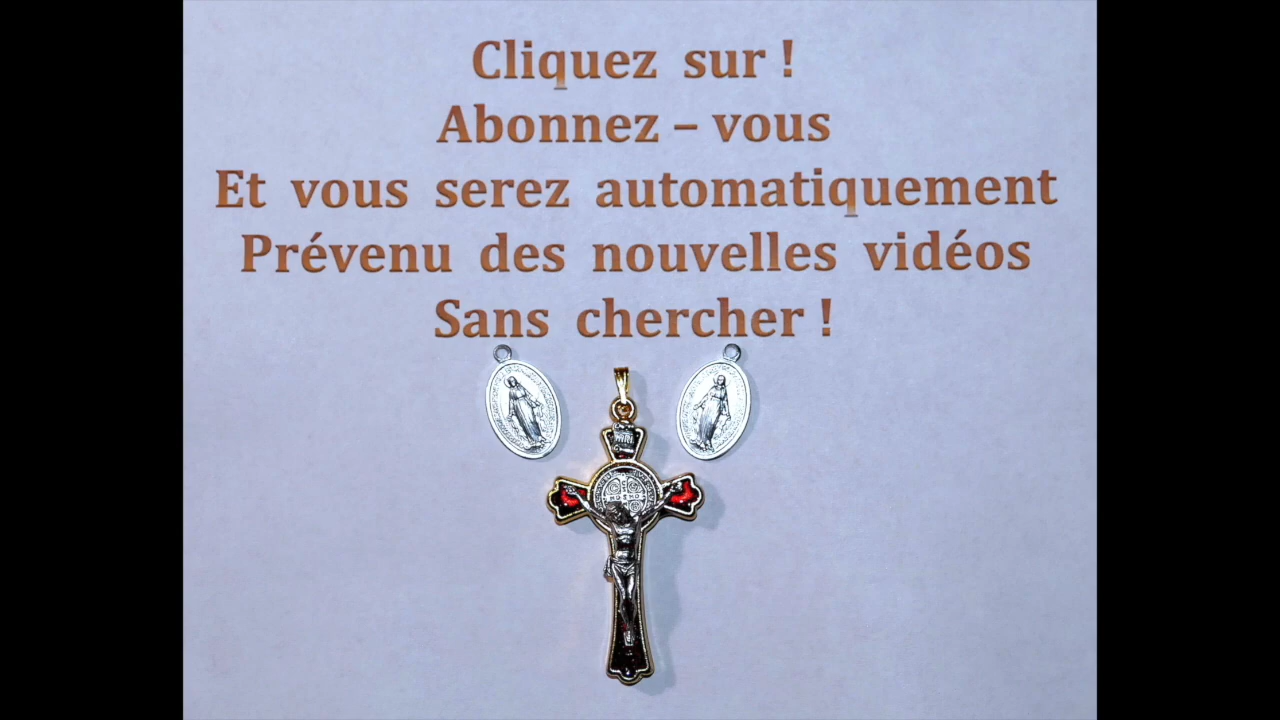 Cliquez sur !
Abonnez – vous
Et vous serez automatiquement
Prévenu des nouvelles vidéos
Sans chercher !